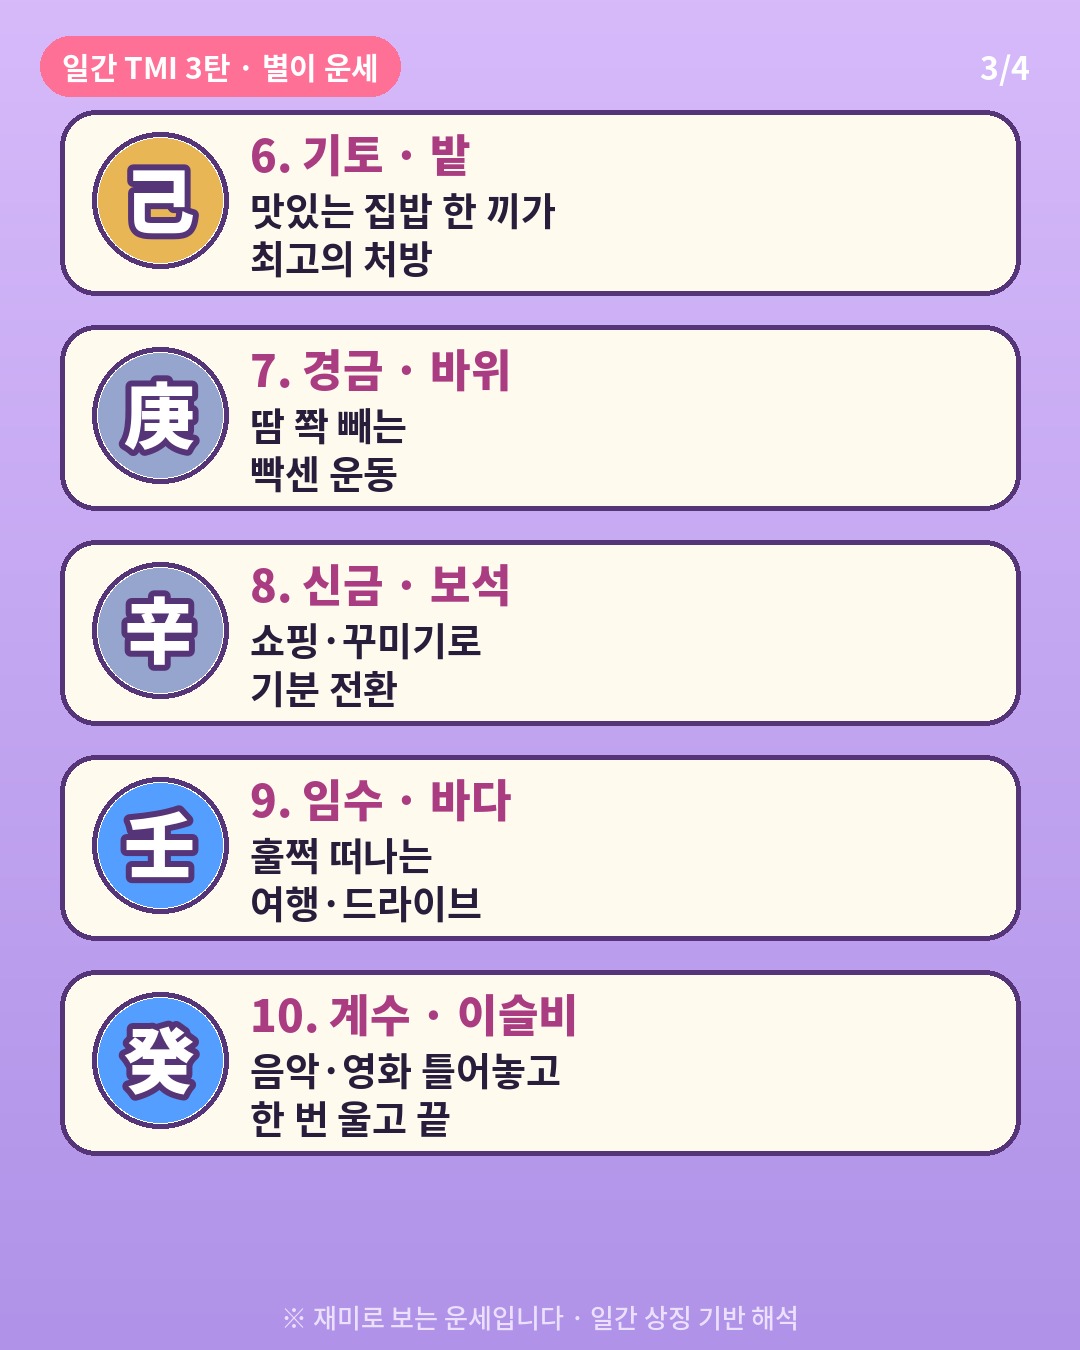 일간 TMI 3탄 · 별이 운세
3/4
己
6. 기토 · 밭
맛있는 집밥 한 끼가
최고의 처방
庚
7. 경금 · 바위
땀 쫙 빼는
빡센 운동
辛
8. 신금 · 보석
쇼핑·꾸미기로
기분 전환
壬
9. 임수 · 바다
훌쩍 떠나는
여행·드라이브
癸
10. 계수 · 이슬비
음악·영화 틀어놓고
한 번 울고 끝
※ 재미로 보는 운세입니다 · 일간 상징 기반 해석